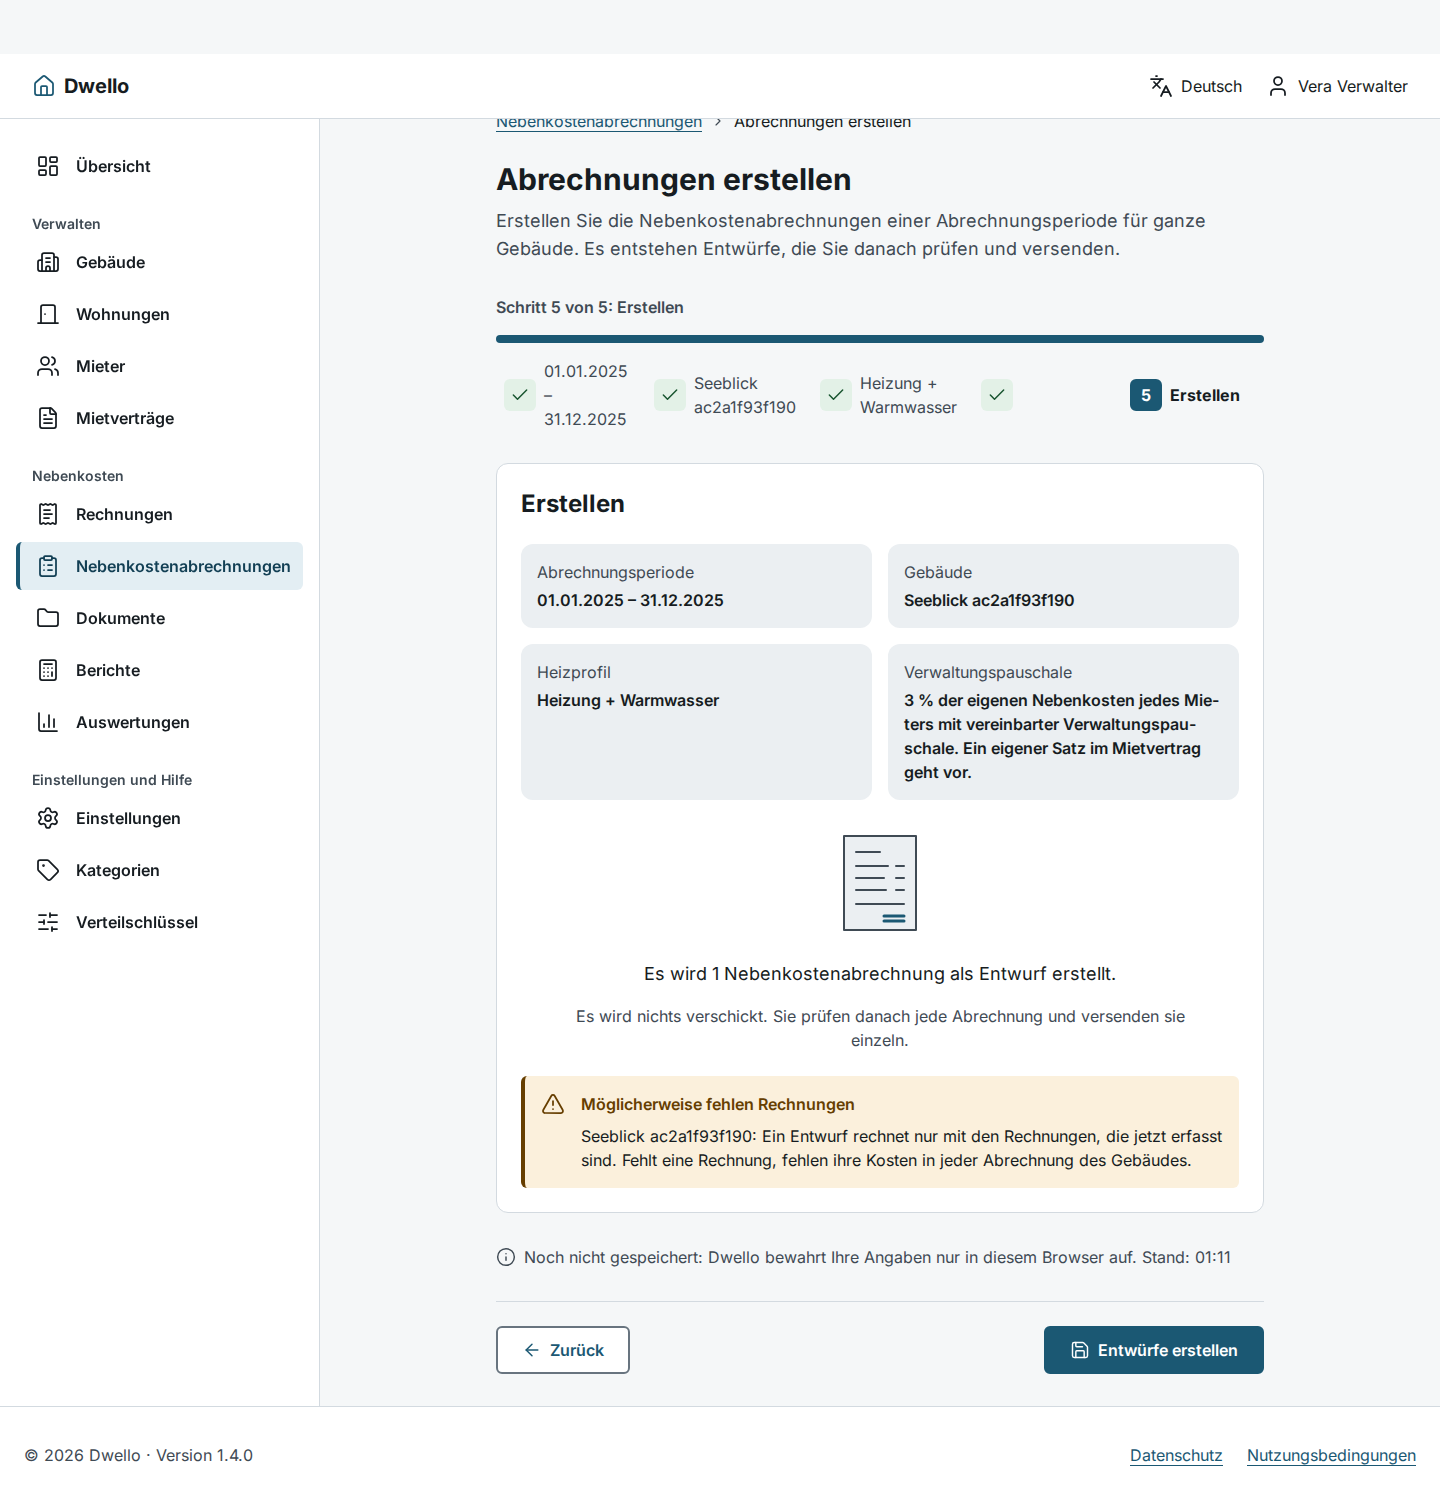 Dwello
Deutsch
Vera Verwalter
Übersicht
Verwalten
Gebäude
Wohnungen
Mieter
Mietverträge
Nebenkosten
Rechnungen
Nebenkostenabrechnungen
Dokumente
Berichte
Auswertungen
Einstellungen und Hilfe
Einstellungen
Kategorien
Verteilschlüssel
Nebenkostenabrechnungen > Abrechnungen erstellen
Abrechnungen erstellen
Erstellen Sie die Nebenkostenabrechnungen einer Abrechnungsperiode für ganze
Gebäude. Es entstehen Entwürfe, die Sie danach prüfen und versenden.
Schritt 5 von 5: Erstellen
01.01.2025
–
31.12.2025
Seeblick
ac2a1f93f190
Heizung +
Warmwasser
5 Erstellen
Erstellen
Abrechnungsperiode
01.01.2025 – 31.12.2025
Gebäude
Seeblick ac2a1f93f190
Heizprofil
Heizung + Warmwasser
Verwaltungspauschale
3 % der eigenen Nebenkosten jedes Mie-
ters mit vereinbarter Verwaltungspau-
schale. Ein eigener Satz im Mietvertrag
geht vor.
Es wird 1 Nebenkostenabrechnung als Entwurf erstellt.
Es wird nichts verschickt. Sie prüfen danach jede Abrechnung und versenden sie
einzeln.
Möglicherweise fehlen Rechnungen
Seeblick ac2a1f93f190: Ein Entwurf rechnet nur mit den Rechnungen, die jetzt erfasst
sind. Fehlt eine Rechnung, fehlen ihre Kosten in jeder Abrechnung des Gebäudes.
Noch nicht gespeichert: Dwello bewahrt Ihre Angaben nur in diesem Browser auf. Stand: 01:11
Zurück
Entwürfe erstellen
© 2026 Dwello · Version 1.4.0
Datenschutz
Nutzungsbedingungen